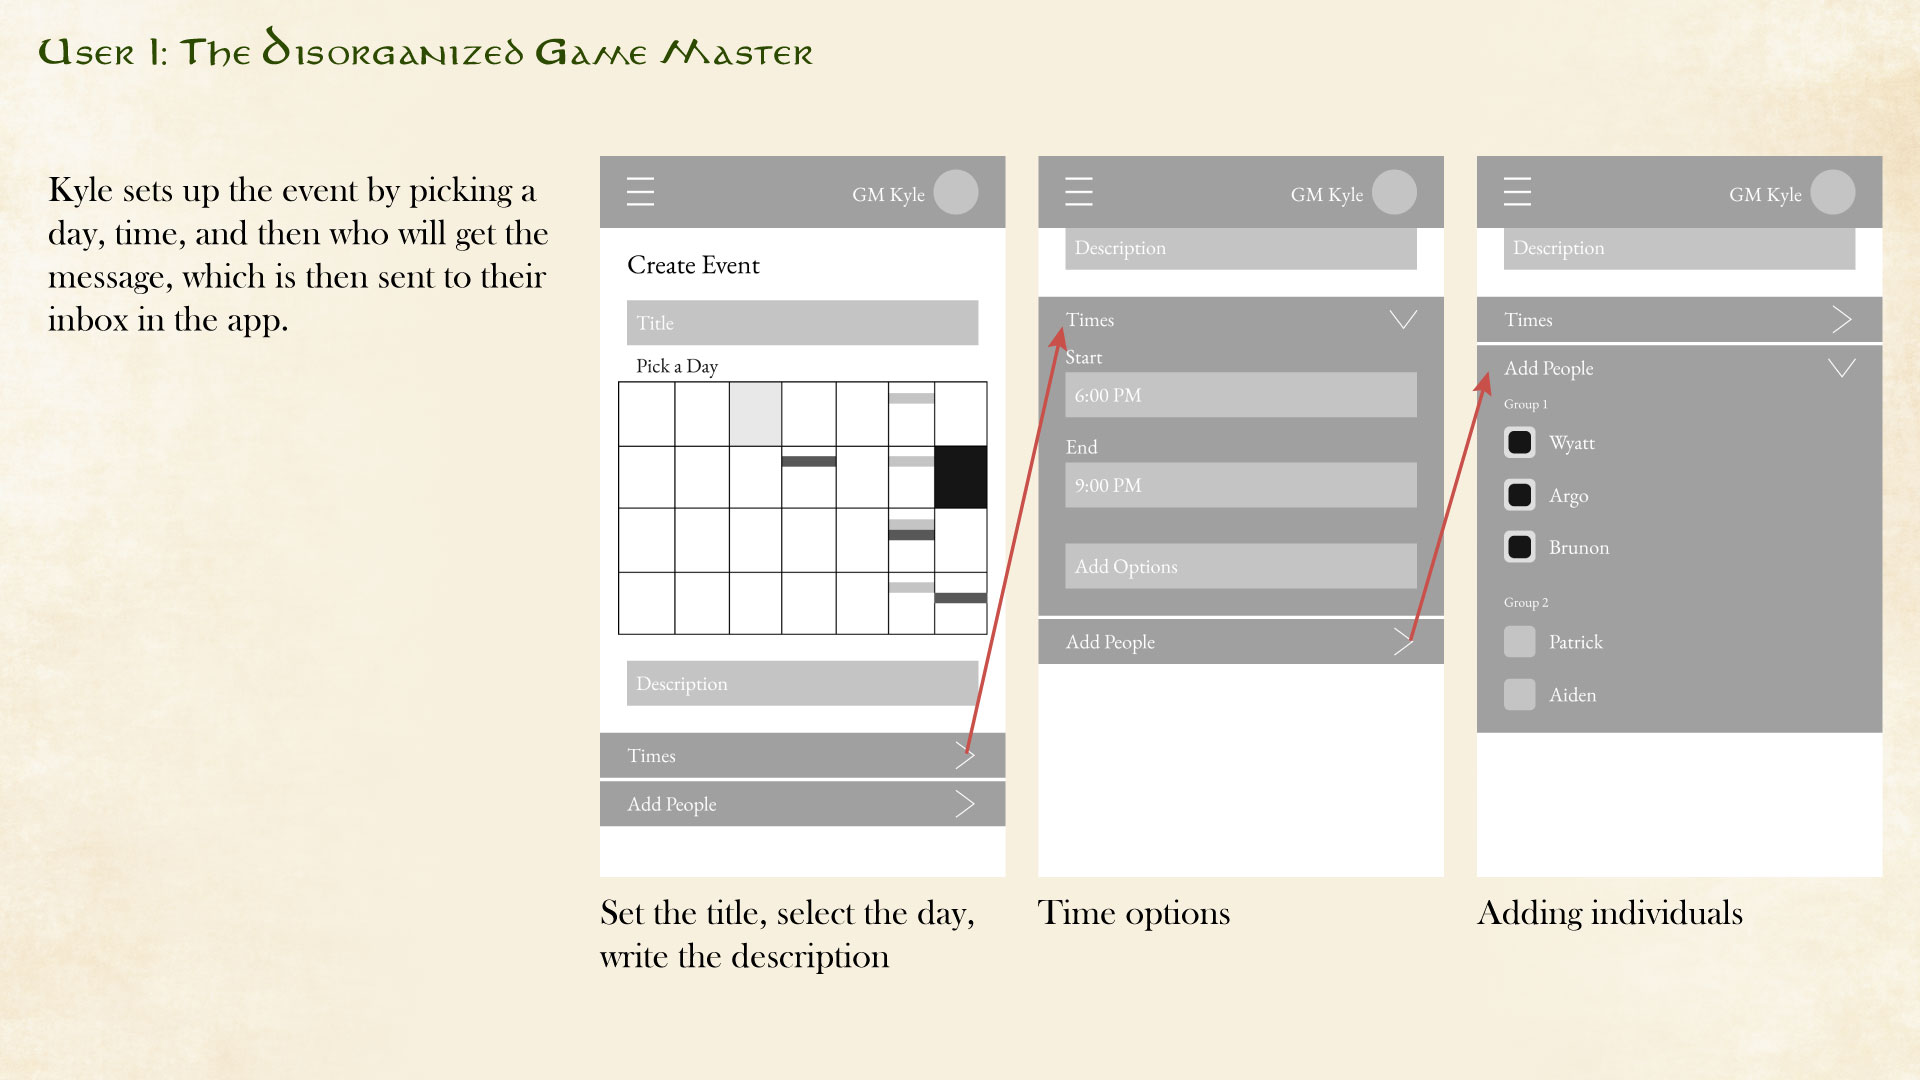 User 1: The Disorganized Game Master
Kyle sets up the event by picking a
day, time, and then who will get the
message, which is then sent to their
inbox in the app.
GM Kyle
Create Event
Title
Pick a Day
Description
Times
Add People
Set the title, select the day,
write the description
GM Kyle
Description
Times
Start
6:00 PM
End
9:00 PM
Add Options
Add People
Time options
GM Kyle
Description
Times
Add People
Group 1
Wyatt
Argo
Brunon
Group 2
Patrick
Aiden
Adding individuals